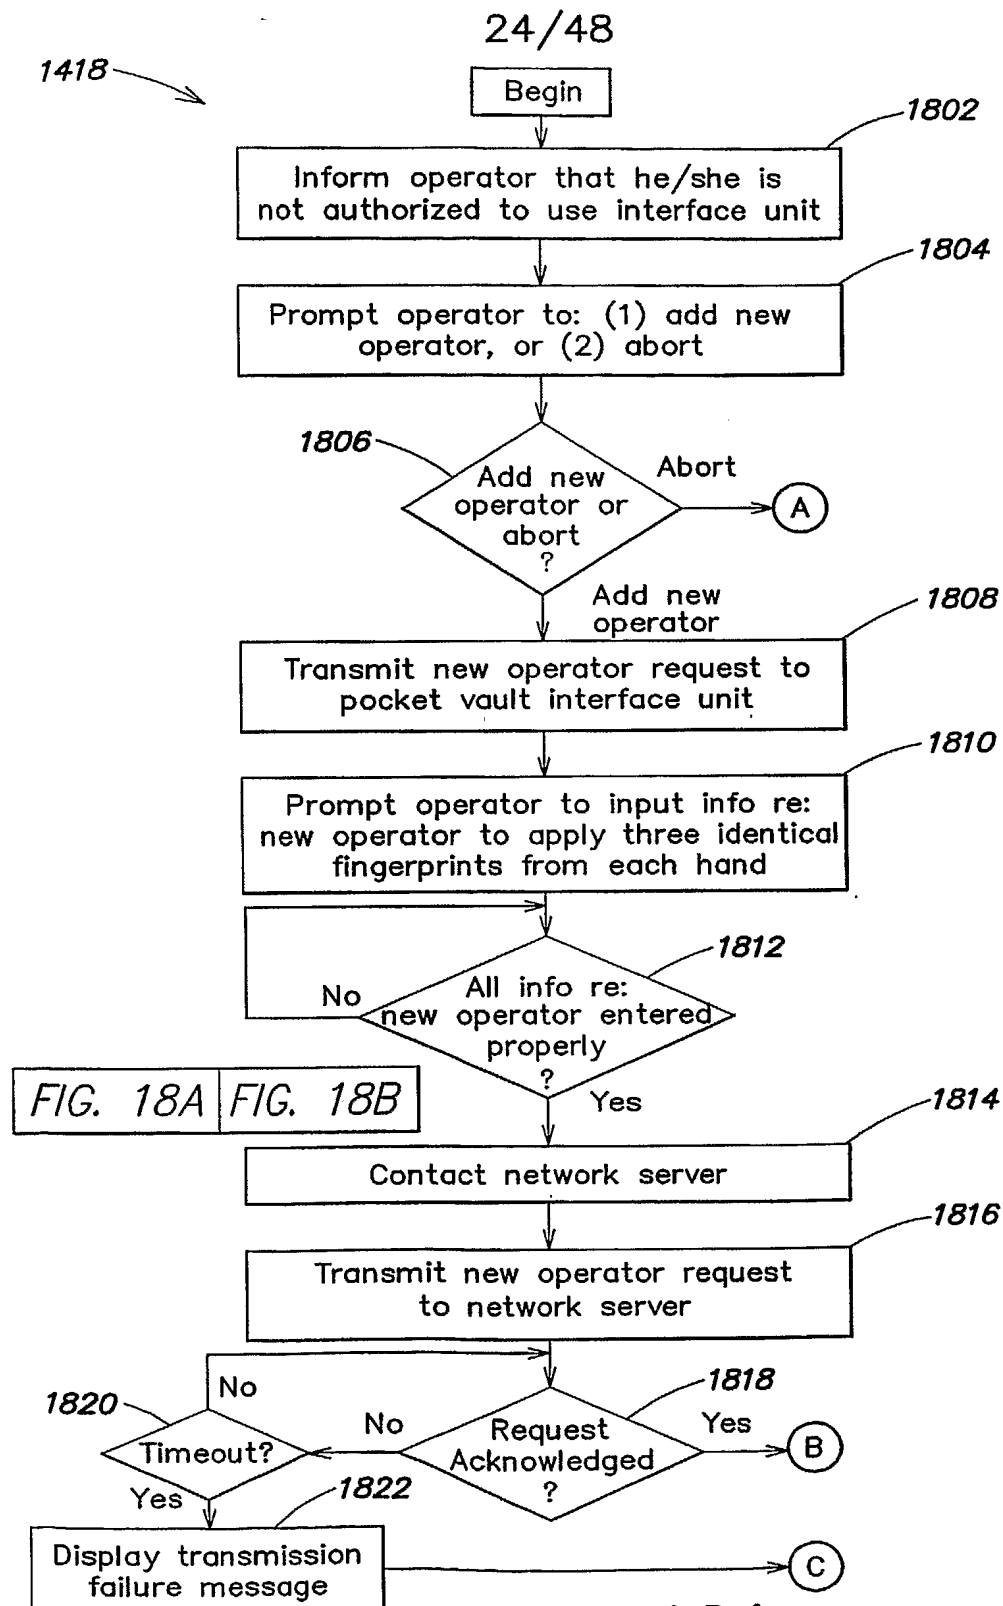 24/48
1418
Begin
1802
Inform operator that he/she is
not authorized to use interface unit
1804
Prompt operator to: (1) add new
operator, or (2) abort
1806
Add new
operator or
abort
?
Abort
A
Add new
operator
1808
Transmit new operator request to
pocket vault interface unit
1810
Prompt operator to input info re:
new operator to apply three identical
fingerprints from each hand
1812
All info re:
new operator entered
properly
?
No
Yes
FIG. 18A FIG. 18B
1814
Contact network server
1816
Transmit new operator request
to network server
1818
Request
Acknowledged
?
Yes
B
No
1820
Timeout?
No
Yes
1822
Display transmission
failure message
C